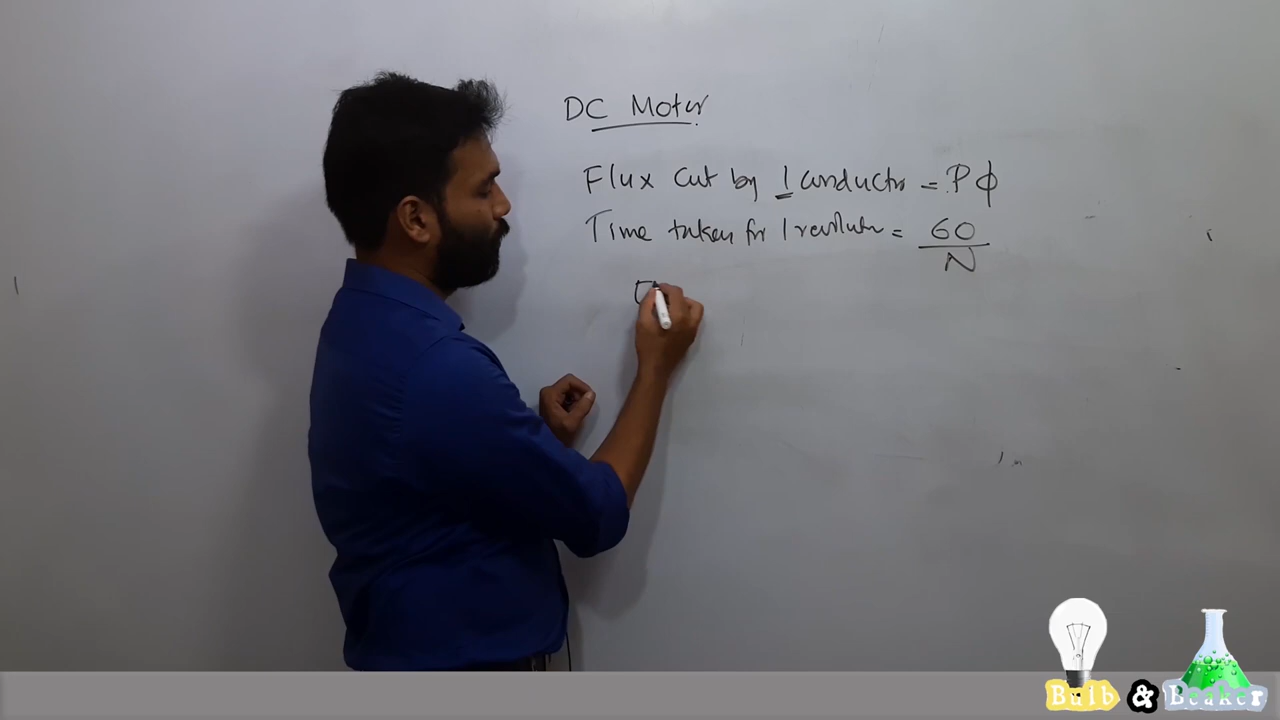 DC Motor
Flux cut by 1 conductor = Pϕ
Time taken for 1 revolution = 60
N
Bulb & Beaker